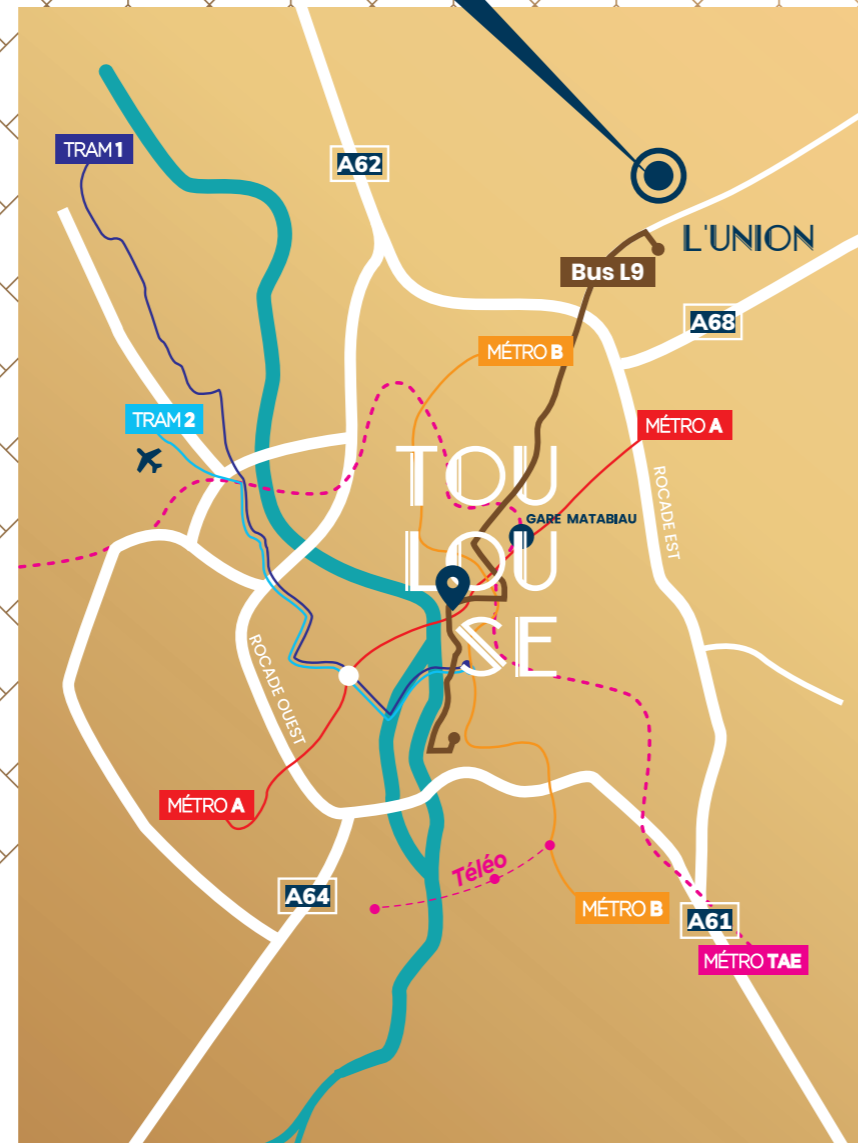 TRAM 1
A62
L'UNION
Bus L9
A68
MÉTRO B
TRAM 2
MÉTRO A
TOU
LOU
SE
GARE MATABIAU
ROCADE EST
ROCADE OUEST
MÉTRO A
Téléo
A64
MÉTRO B
A61
MÉTRO TAE